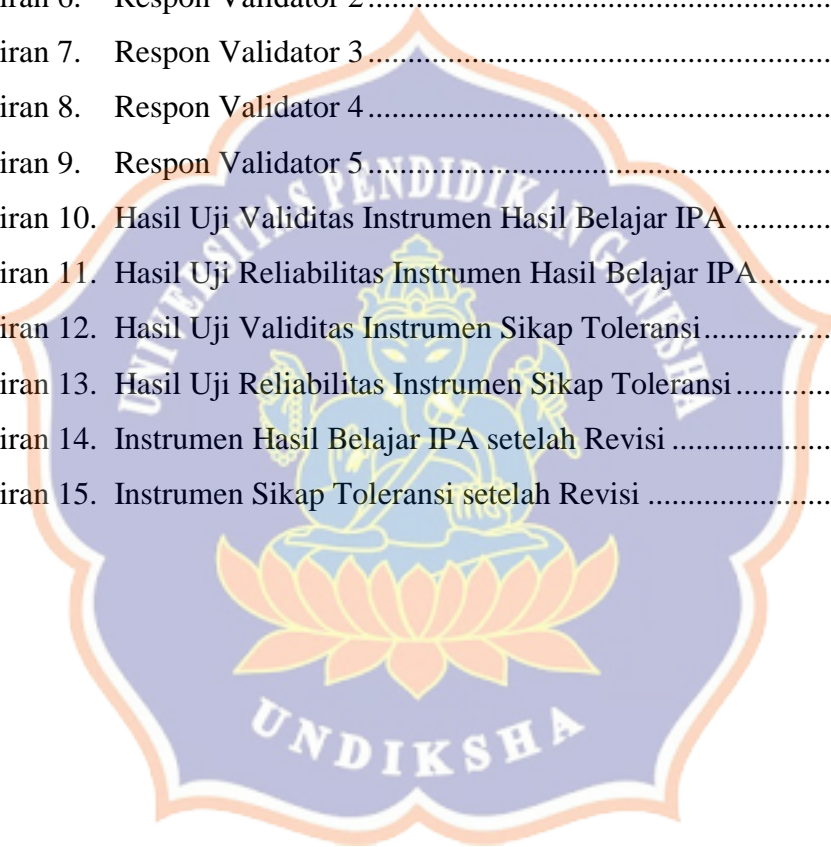 iran 6. Respon Validator 2
iran 7. Respon Validator 3
iran 8. Respon Validator 4
iran 9. Respon Validator 5
iran 10. Hasil Uji Validitas Instrumen Hasil Belajar IPA
iran 11. Hasil Uji Reliabilitas Instrumen Hasil Belajar IPA
iran 12. Hasil Uji Validitas Instrumen Sikap Toleransi
iran 13. Hasil Uji Reliabilitas Instrumen Sikap Toleransi
iran 14. Instrumen Hasil Belajar IPA setelah Revisi
iran 15. Instrumen Sikap Toleransi setelah Revisi
UNIVERSITAS PENDIDIKAN GANESHA
UNDIKSHA